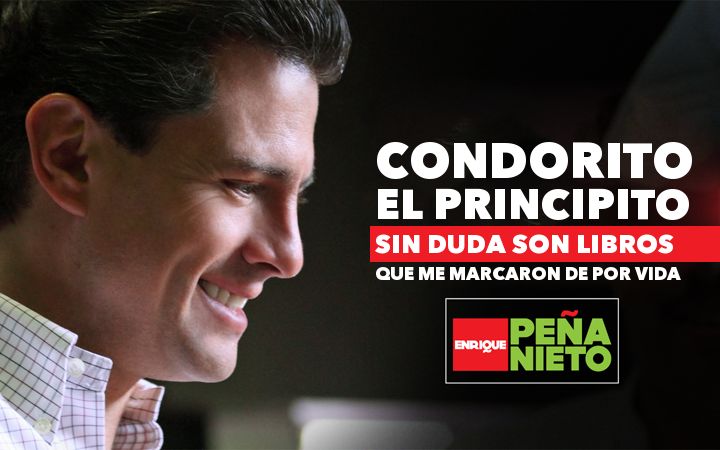 CONDORITO
EL PRINCIPITO
SIN DUDA SON LIBROS
QUE ME MARCARON DE POR VIDA
ENRIQUE
PEÑA
NIETO